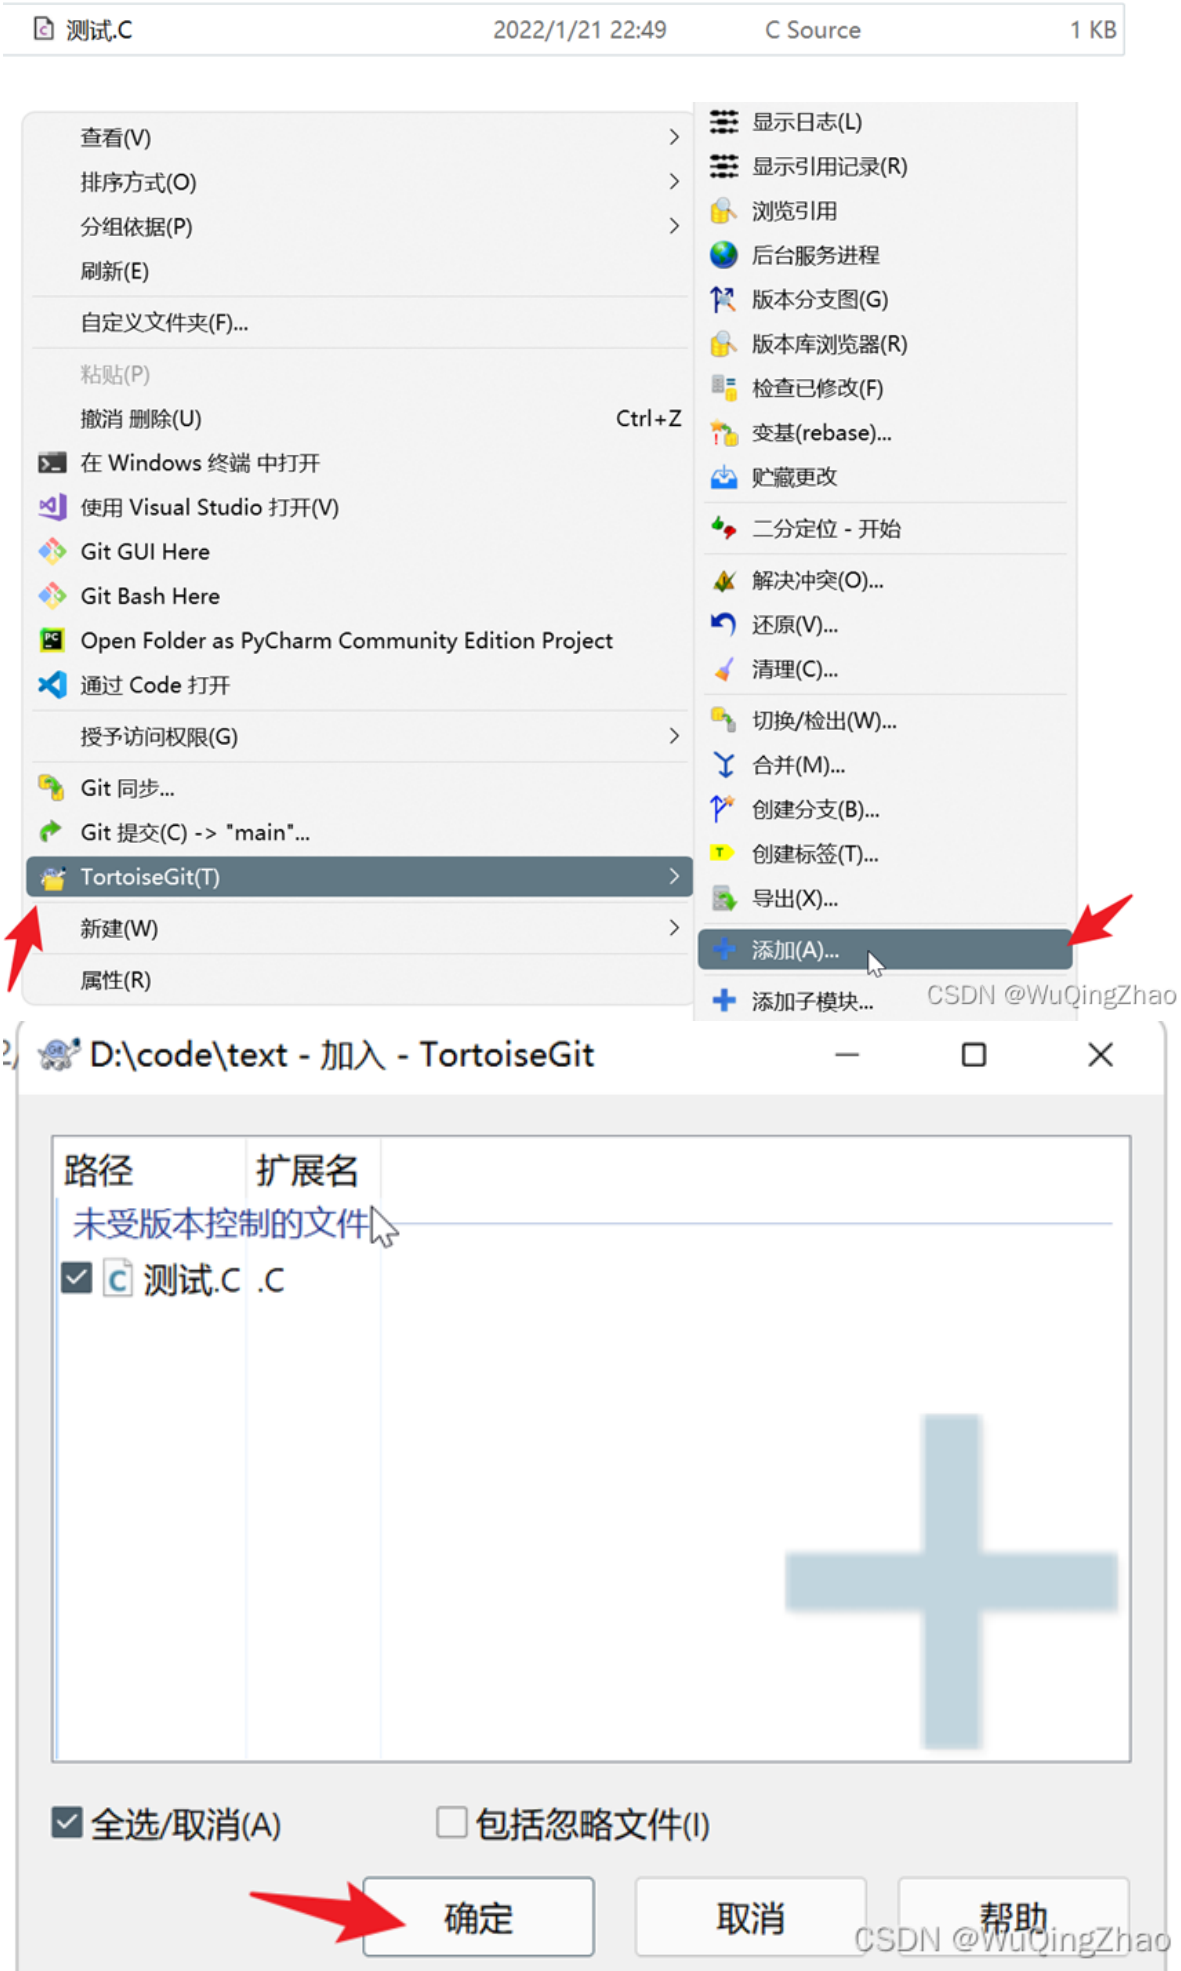 测试.C 2022/1/21 22:49 C Source 1 KB
查看(V)
排序方式(O)
分组依据(P)
刷新(E)
自定义文件夹(F)...
粘贴(P)
撤消 删除(U) Ctrl+Z
在 Windows 终端 中打开
使用 Visual Studio 打开(V)
Git GUI Here
Git Bash Here
Open Folder as PyCharm Community Edition Project
通过 Code 打开
授予访问权限(G)
Git 同步...
Git 提交(C) -> "main"...
TortoiseGit(T)
新建(W)
属性(R)
显示日志(L)
显示引用记录(R)
浏览引用
后台服务进程
版本分支图(G)
版本库浏览器(R)
检查已修改(F)
变基(rebase)...
贮藏更改
二分定位 - 开始
解决冲突(O)...
还原(V)...
清理(C)...
切换/检出(W)...
合并(M)...
创建分支(B)...
创建标签(T)...
导出(X)...
添加(A)...
添加子模块...
CSDN @WuQingZhao
D:\code\text - 加入 - TortoiseGit
路径 扩展名
未受版本控制的文件
测试.C .C
全选/取消(A) 包括忽略文件(I)
确定 取消 帮助
CSDN @WuQingZhao